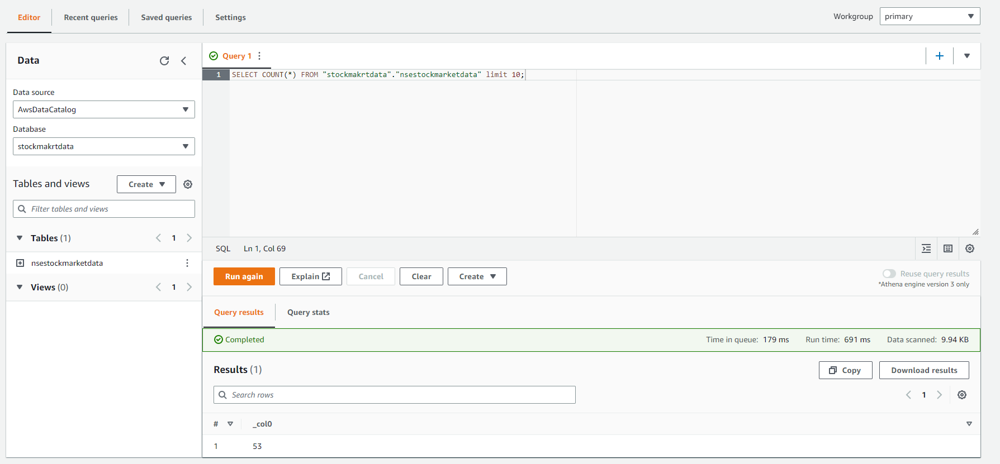 Editor Recent queries Saved queries Settings Workgroup primary
Data
Data source
AwsDataCatalog
Database
stockmakrtdata
Tables and views Create
Filter tables and views
Tables (1) 1
nsestockmarketdata
Views (0) 1
Query 1
1 SELECT COUNT(*) FROM "stockmakrtdata"."nsestockmarketdata" limit 10;
SQL Ln 1, Col 69
Run again Explain Cancel Clear Create Reuse query results
*Athena engine version 3 only
Query results Query stats
Completed Time in queue: 179 ms Run time: 691 ms Data scanned: 9.94 KB
Results (1) Copy Download results
Search rows 1
# _col0
1 53